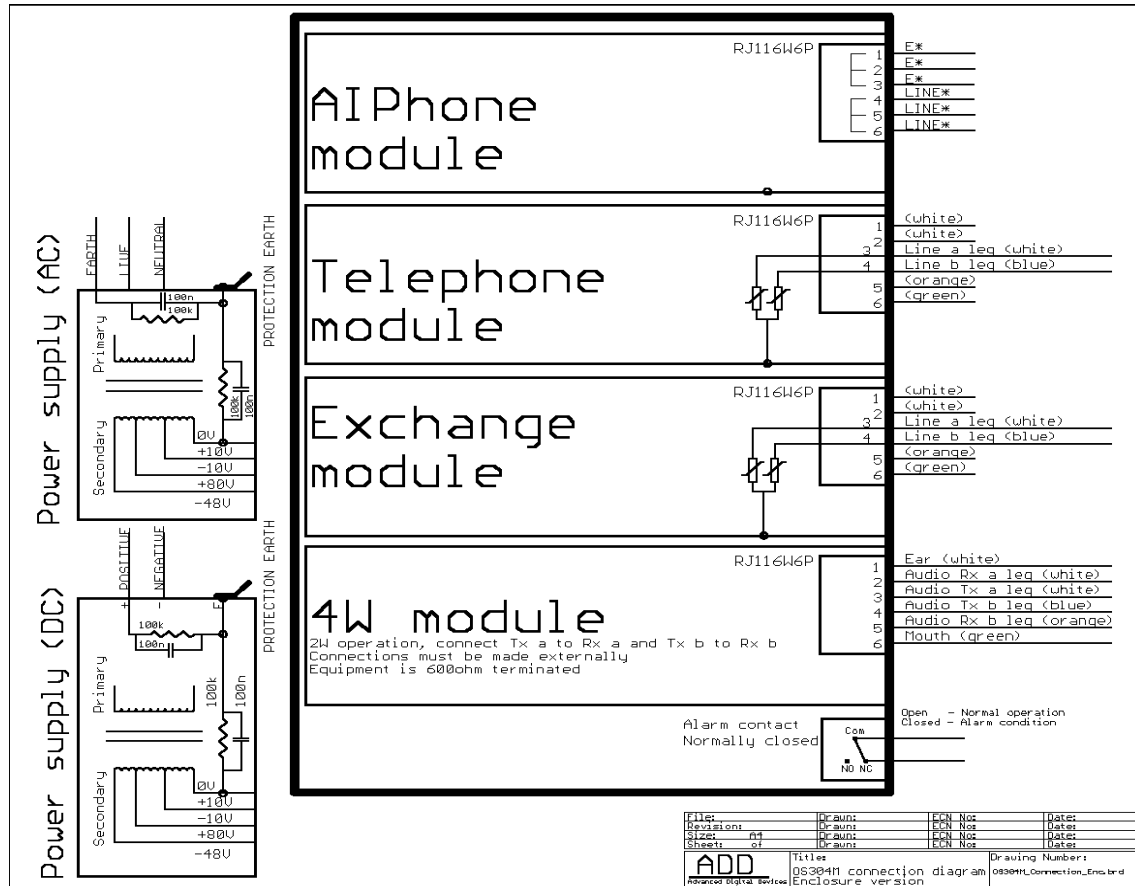 RJ116W6P
1
2
3
4
5
6
E*
E*
E*
LINE*
LINE*
LINE*
AIPhone
module
RJ116W6P
1
2
3
4
5
6
(white)
(white)
Line a leg (white)
Line b leg (blue)
(orange)
(green)
Telephone
module
RJ116W6P
1
2
3
4
5
6
(white)
(white)
Line a leg (white)
Line b leg (blue)
(orange)
(green)
Exchange
module
RJ116W6P
1
2
3
4
5
6
Ear (white)
Audio Rx a leg (white)
Audio Tx a leg (white)
Audio Tx b leg (blue)
Audio Rx b leg (orange)
Mouth (green)
4W module
2W operation, connect Tx a to Rx a and Tx b to Rx b
Connections must be made externally
Equipment is 600ohm terminated
Alarm contact
Normally closed
Com
NO NC
Open - Normal operation
Closed - Alarm condition
Power supply (AC)
EARTH
LIVE
NEUTRAL
PROTECTION EARTH
100n
100k
Primary
100k
100n
Secondary
0V
+10V
-10V
+80V
-48V
Power supply (DC)
+ POSITIVE
- NEGATIVE
E
PROTECTION EARTH
100k
100n
Primary
100k
100n
Secondary
0V
+10V
-10V
+80V
-48V
File: Drawn: ECN No: Date:
Revision: Drawn: ECN No: Date:
Size: A4 Drawn: ECN No: Date:
Sheet: of Drawn: ECN No: Date:
ADD
Advanced Digital Devices
Title:
OS304M connection diagram
Enclosure version
Drawing Number:
OS304M_Connection_Enc.brd